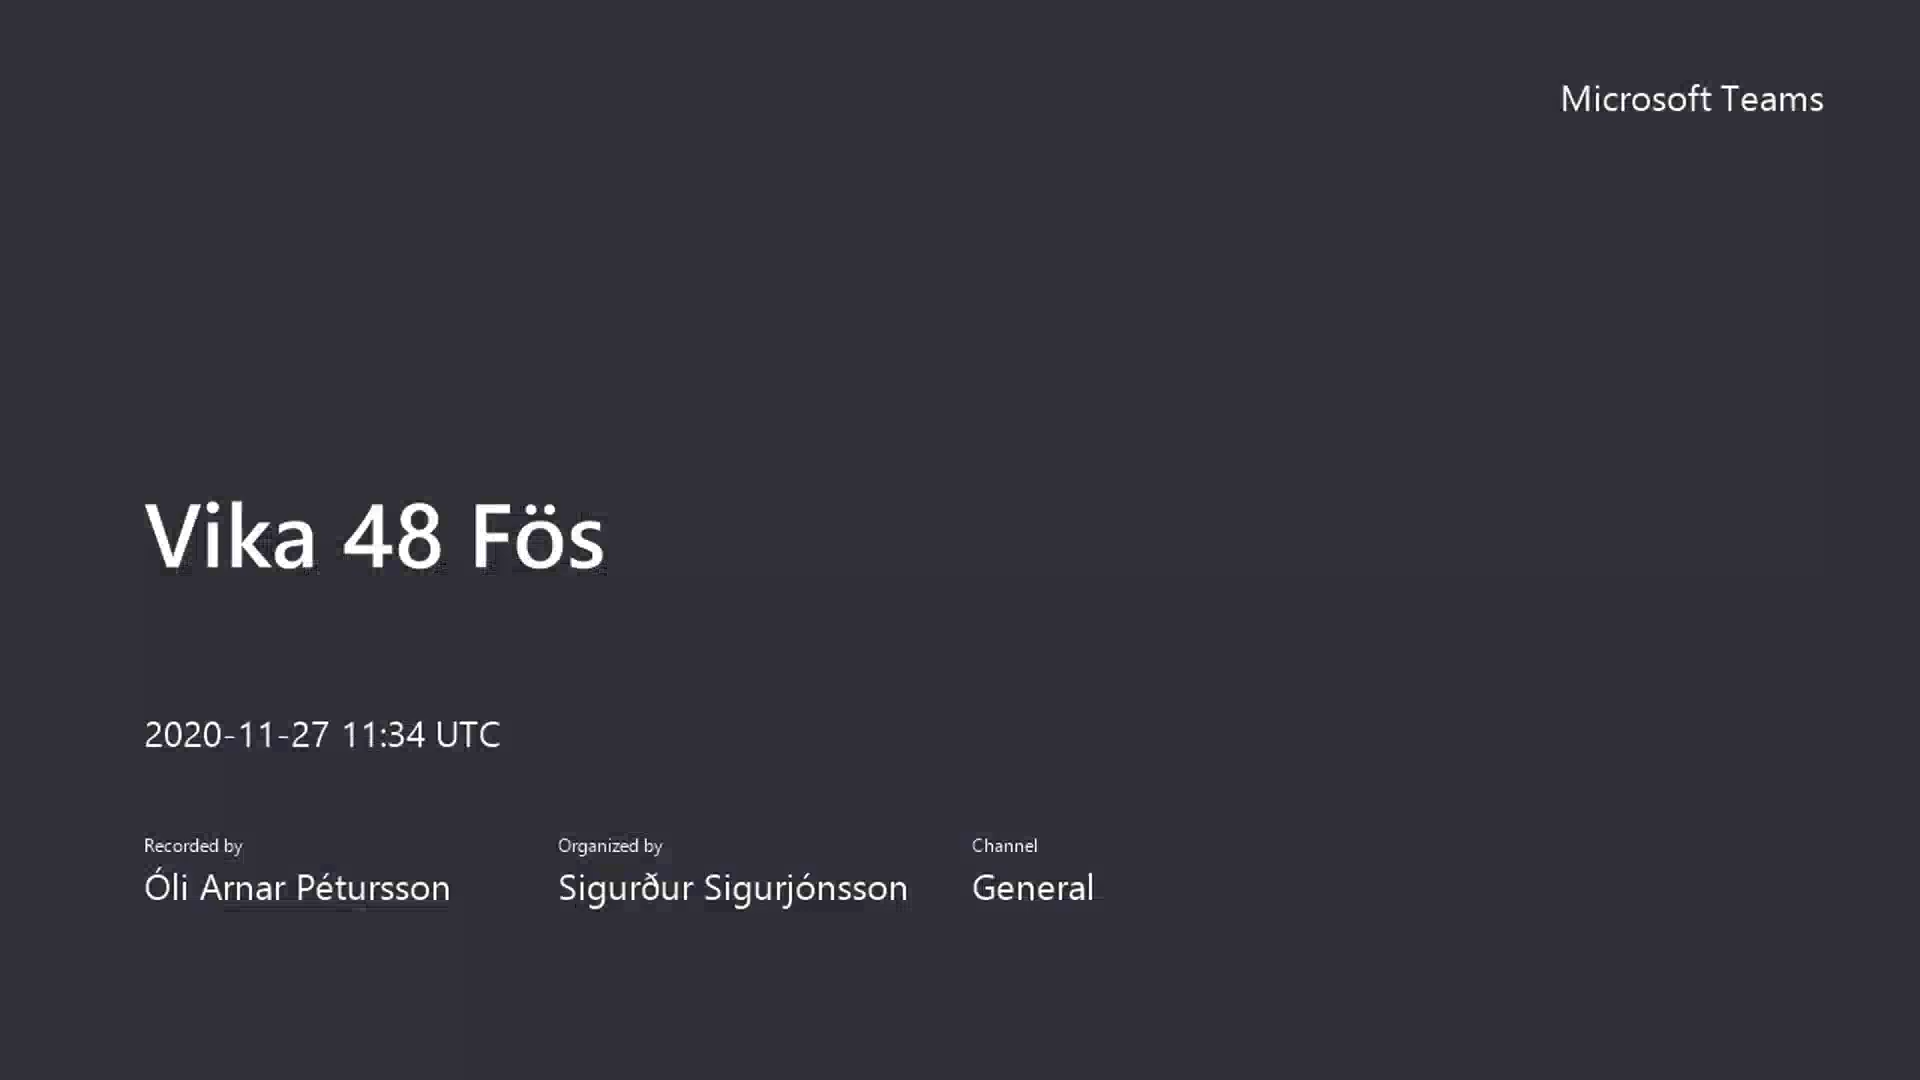 Microsoft Teams
Vika 48 Fös
2020-11-27 11:34 UTC
Recorded by
Óli Arnar Pétursson
Organized by
Sigurður Sigurjónsson
Channel
General